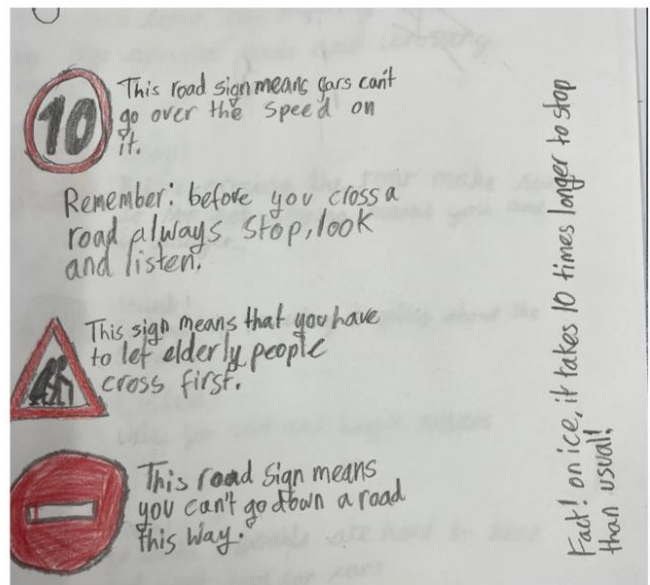 10
This road sign means cars can't
go over the speed on
it.
Remember: before you cross a
road always stop, look
and listen.
This sign means that you have
to let elderly people
cross first.
This road sign means
you can't go down a road
this way.
Fact! on ice, it takes 10 times longer to stop
than usual!